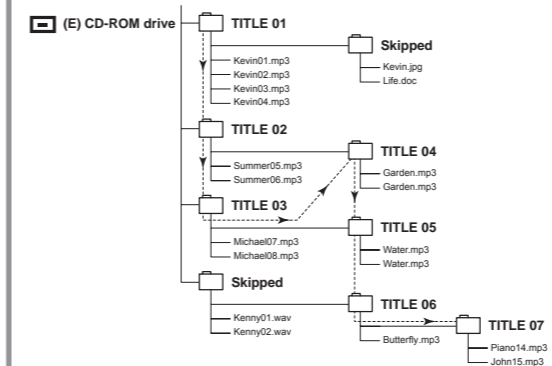 (E) CD-ROM drive
TITLE 01
Kevin01.mp3
Kevin02.mp3
Kevin03.mp3
Kevin04.mp3
Skipped
Kevin.jpg
Life.doc
TITLE 02
Summer05.mp3
Summer06.mp3
TITLE 04
Garden.mp3
Garden.mp3
TITLE 03
Michael07.mp3
Michael08.mp3
TITLE 05
Water.mp3
Water.mp3
Skipped
Kenny01.wav
Kenny02.wav
TITLE 06
Butterfly.mp3
TITLE 07
Piano14.mp3
John15.mp3